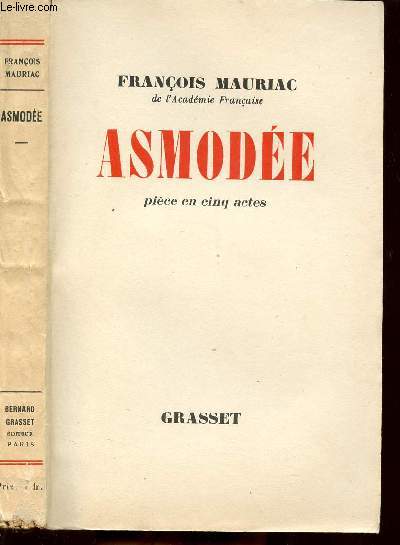 © le-livre.com
FRANÇOIS
MAURIAC
ASMODÉE
BERNARD
GRASSET
ÉDITEUR
PARIS
FRANÇOIS MAURIAC
de l'Académie Française
ASMODÉE
pièce en cinq actes
GRASSET